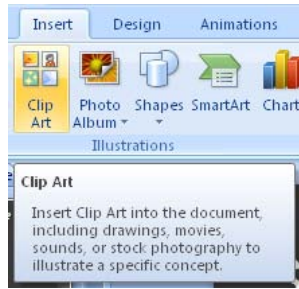 Insert Design Animations
Clip Art
Photo Album
Shapes
SmartArt
Chart
Illustrations
Clip Art
Insert Clip Art into the document,
including drawings, movies,
sounds, or stock photography to
illustrate a specific concept.